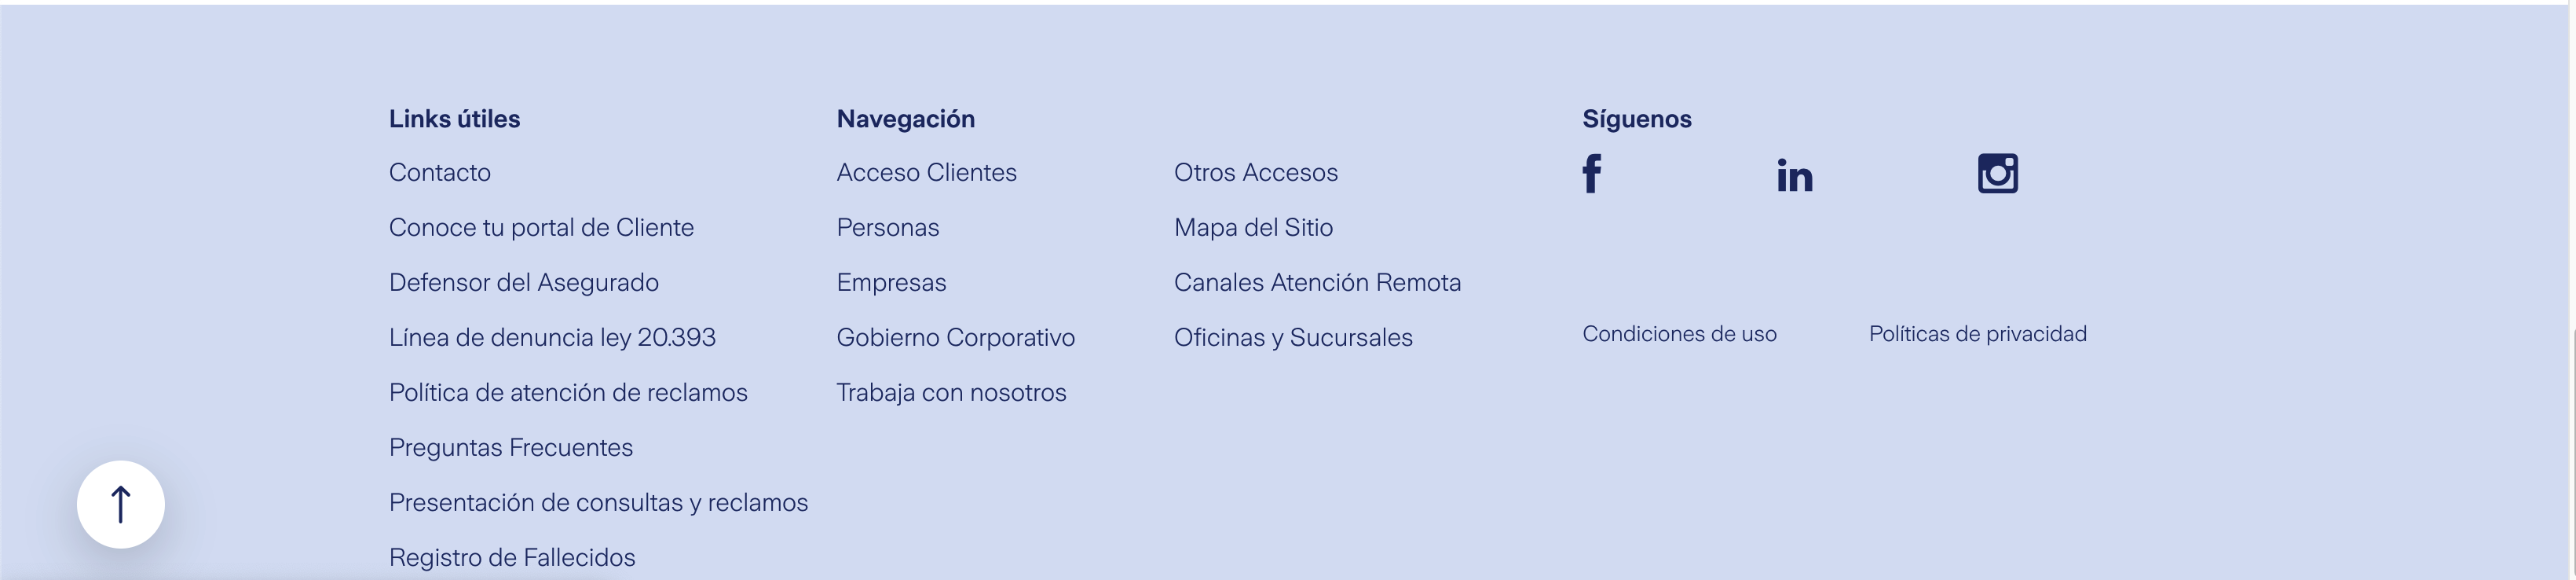 Links útiles
Contacto
Conoce tu portal de Cliente
Defensor del Asegurado
Línea de denuncia ley 20.393
Política de atención de reclamos
Preguntas Frecuentes
Presentación de consultas y reclamos
Registro de Fallecidos
Navegación
Acceso Clientes
Personas
Empresas
Gobierno Corporativo
Trabaja con nosotros
Otros Accesos
Mapa del Sitio
Canales Atención Remota
Oficinas y Sucursales
Síguenos
Condiciones de uso
Políticas de privacidad